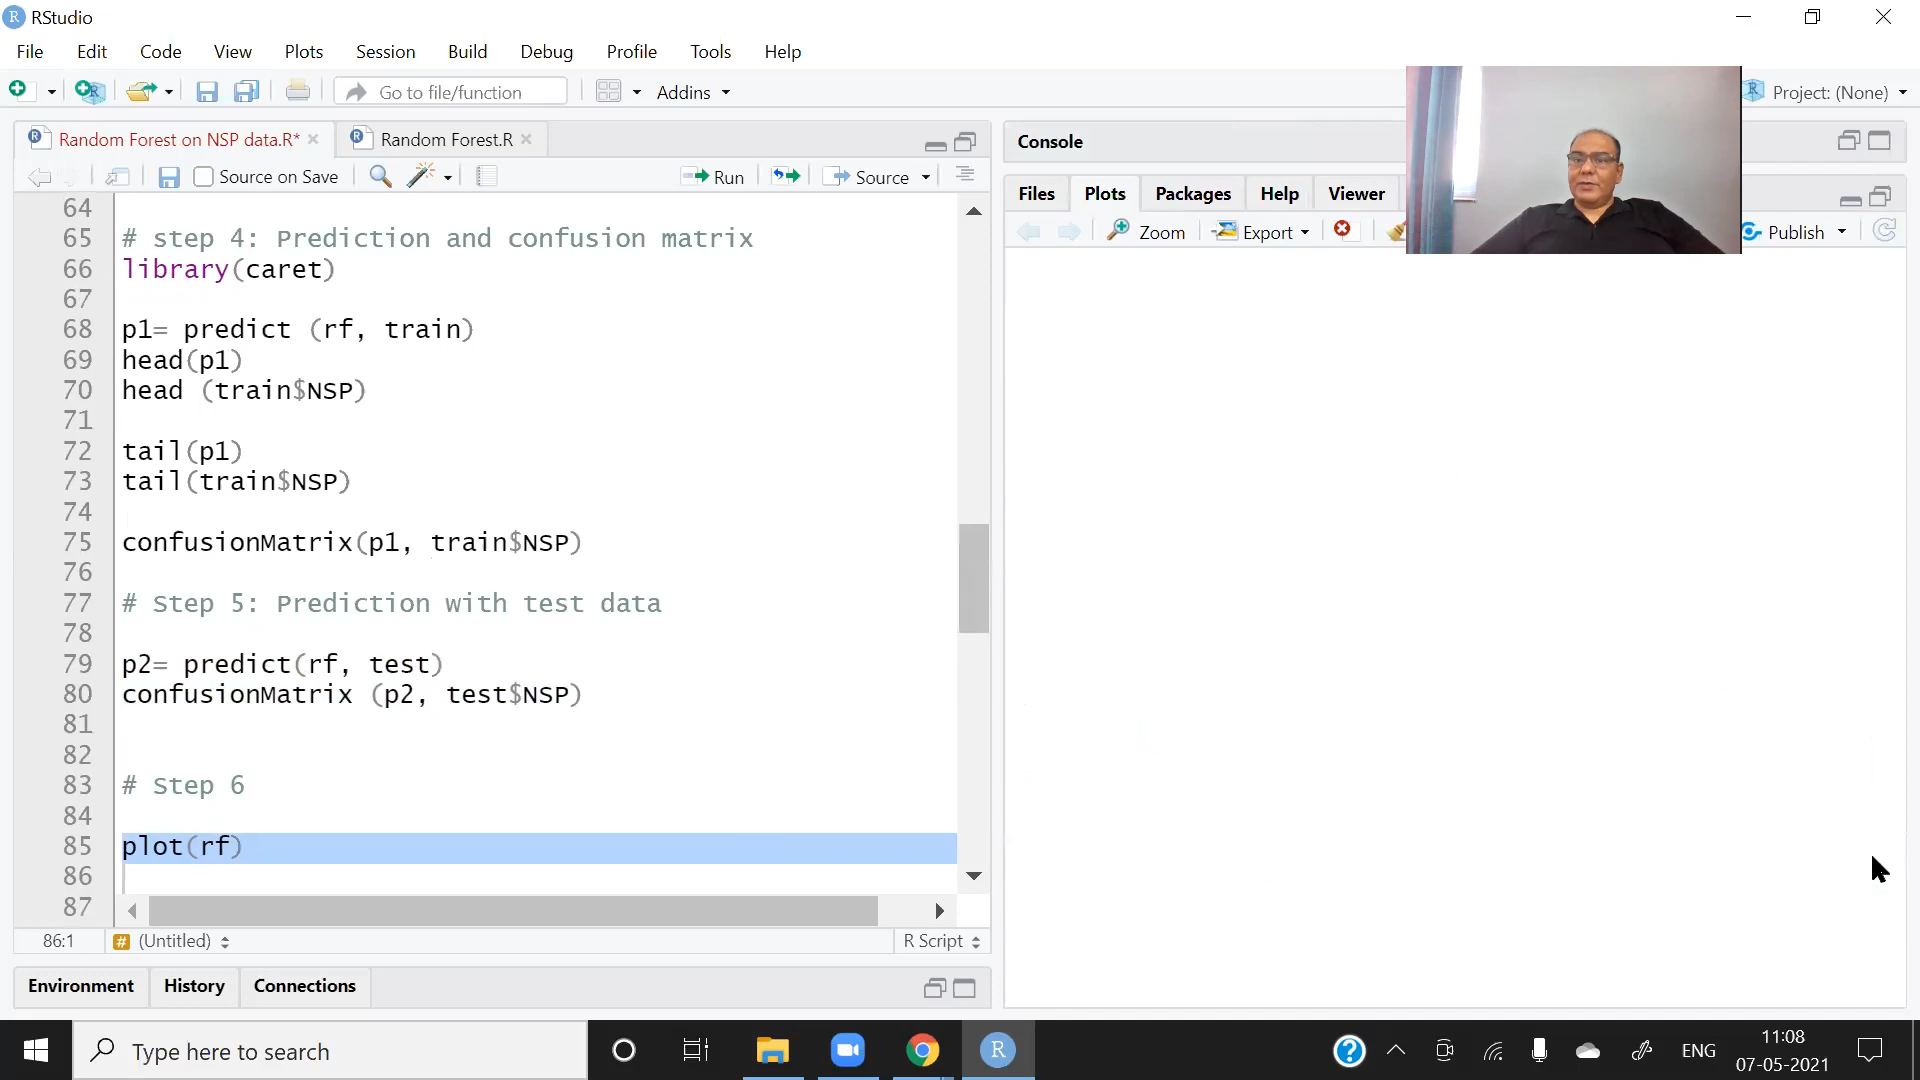 RStudio
File Edit Code View Plots Session Build Debug Profile Tools Help
Go to file/function Addins Project: (None)
Random Forest on NSP data.R* Random Forest.R
Source on Save Run Source
64
65 # step 4: Prediction and confusion matrix
66 library(caret)
67
68 p1= predict (rf, train)
69 head(p1)
70 head (train$NSP)
71
72 tail(p1)
73 tail(train$NSP)
74
75 confusionMatrix(p1, train$NSP)
76
77 # Step 5: Prediction with test data
78
79 p2= predict(rf, test)
80 confusionMatrix (p2, test$NSP)
81
82
83 # Step 6
84
85 plot(rf)
86
87
86:1 # (Untitled) R Script
Environment History Connections
Console
Files Plots Packages Help Viewer
Zoom Export Publish
Type here to search
R
ENG
11:08
07-05-2021